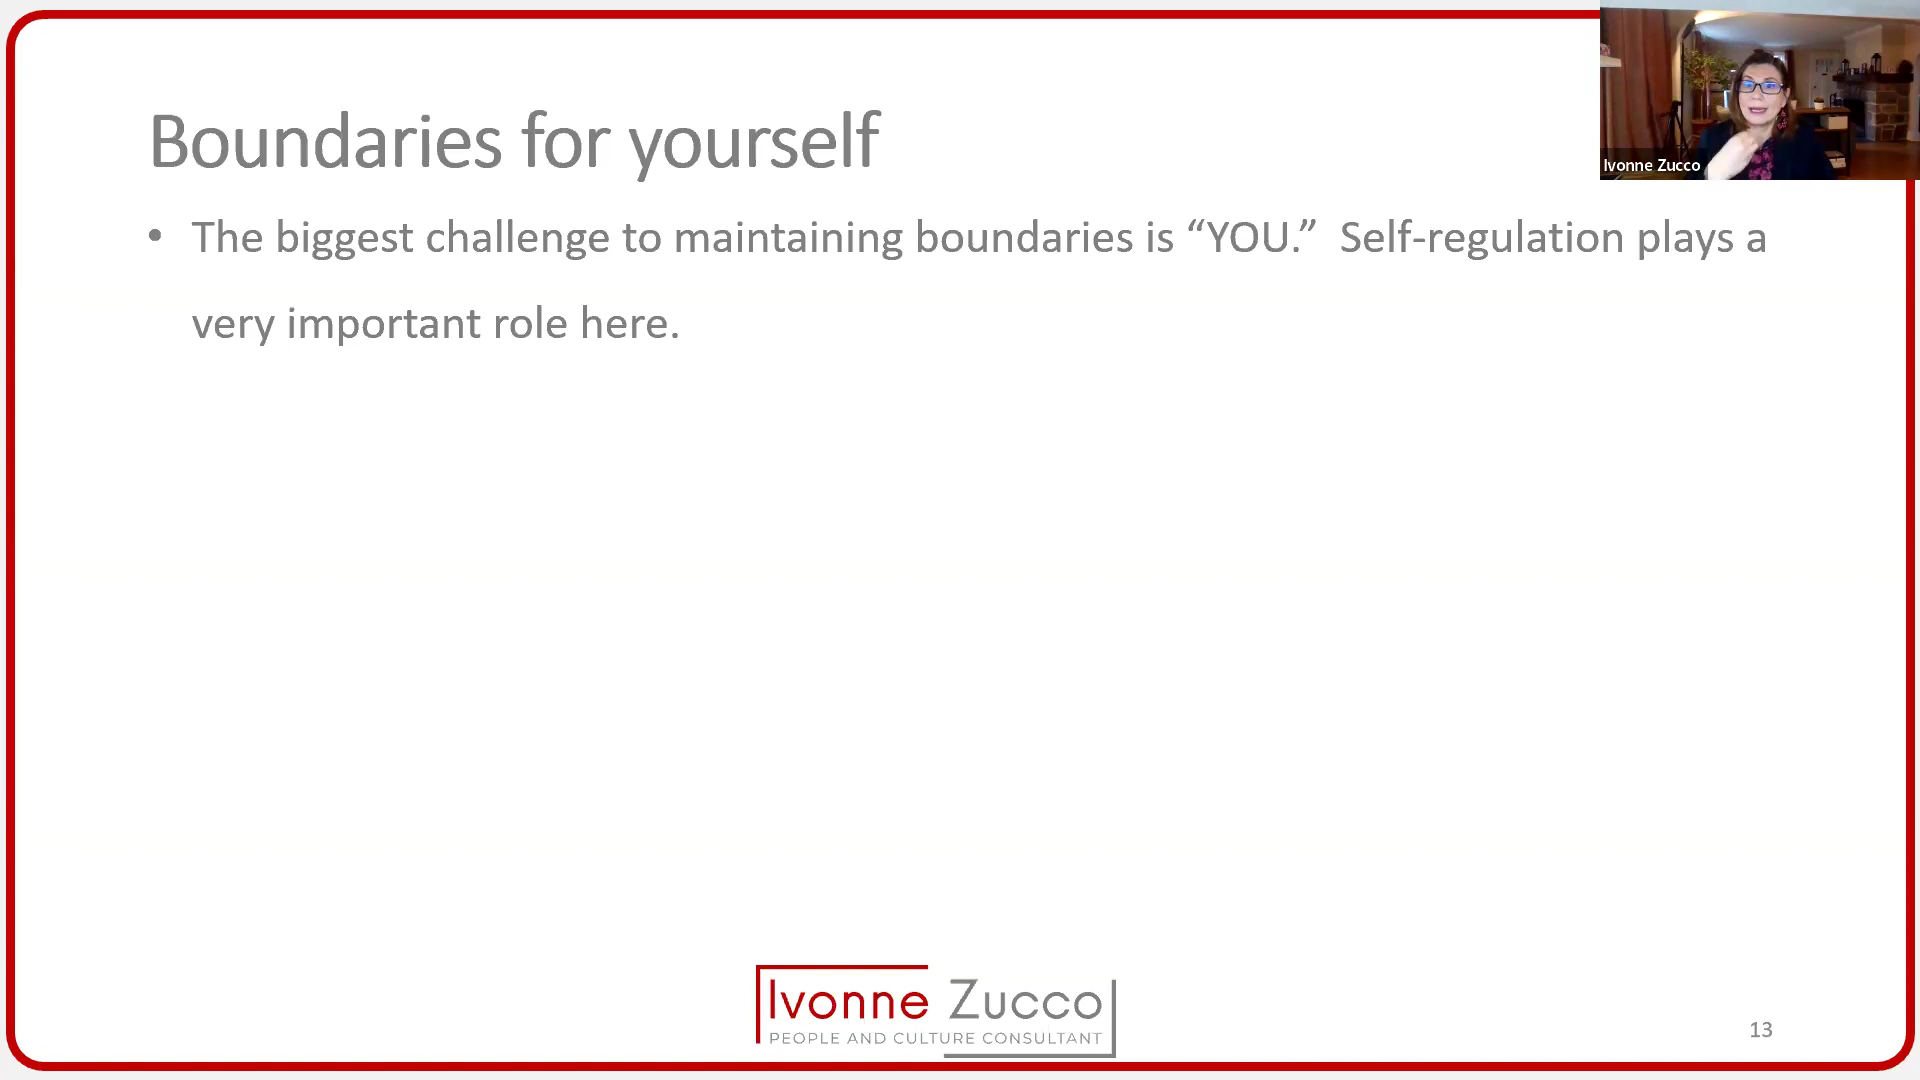 Boundaries for yourself
• The biggest challenge to maintaining boundaries is “YOU.”  Self-regulation plays a
very important role here.
Ivonne Zucco
Ivonne Zucco
PEOPLE AND CULTURE CONSULTANT
13